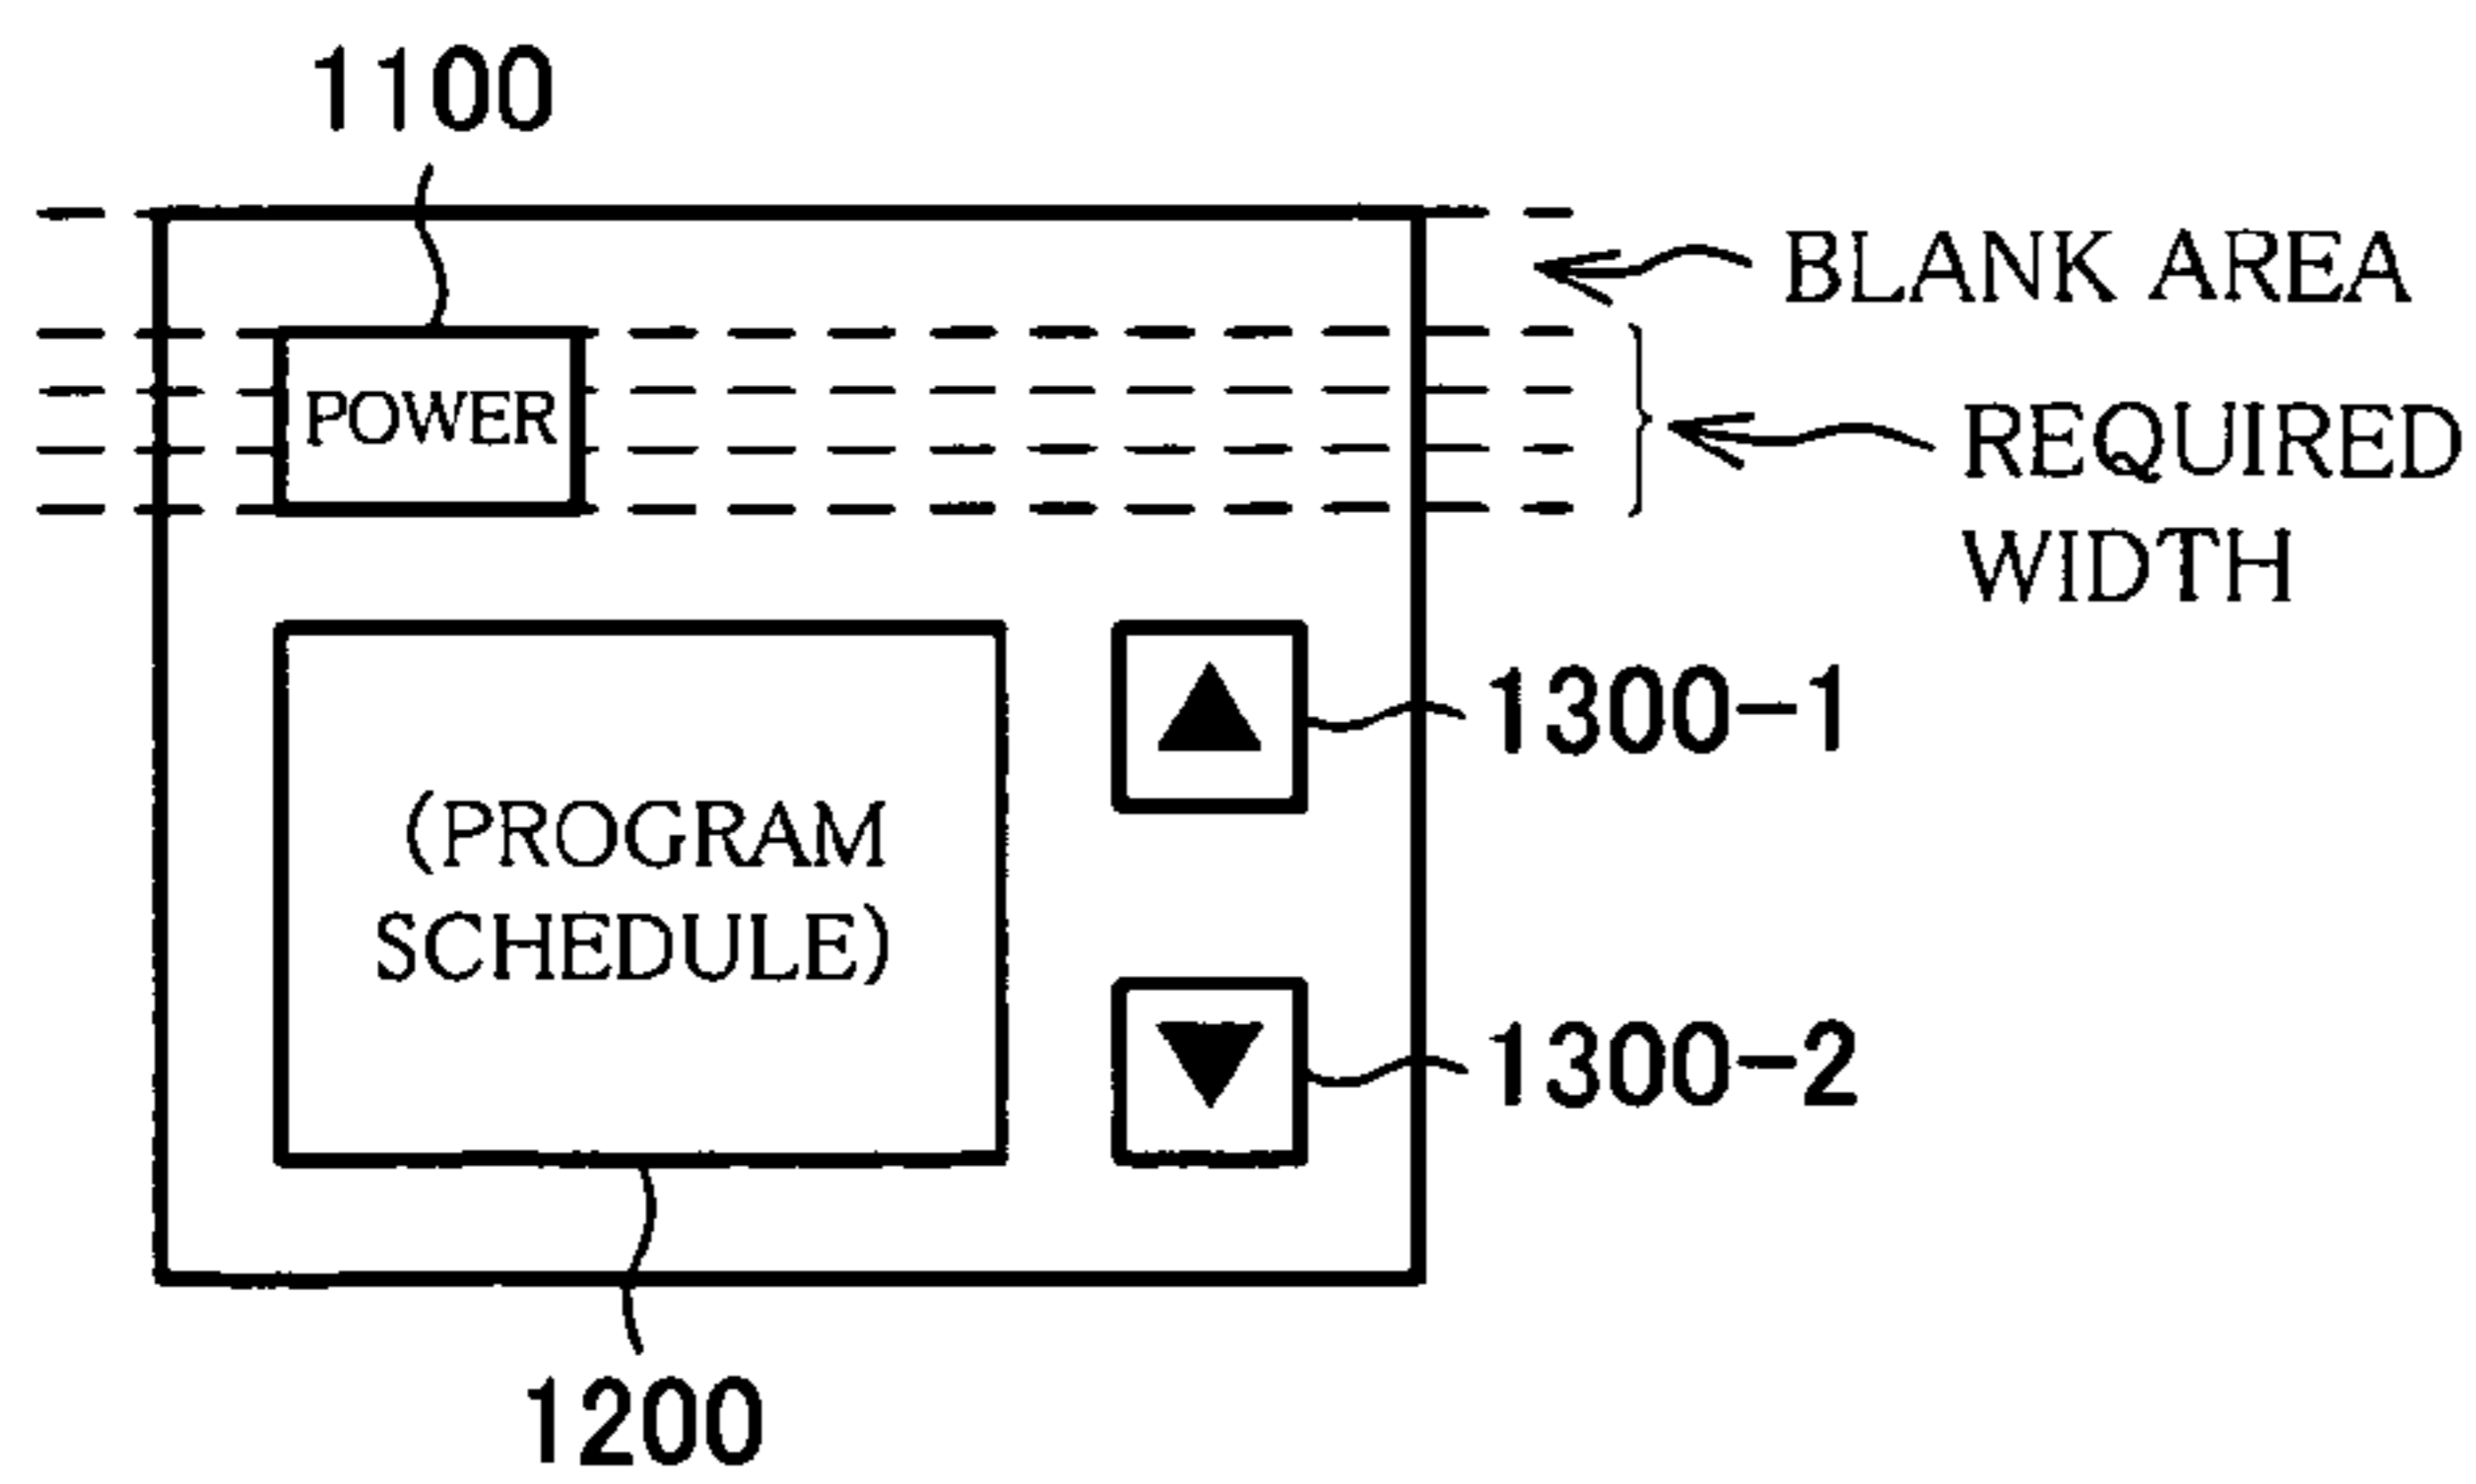 1100
BLANK AREA
POWER
REQUIRED
WIDTH
1300-1
(PROGRAM
SCHEDULE)
1300-2
1200